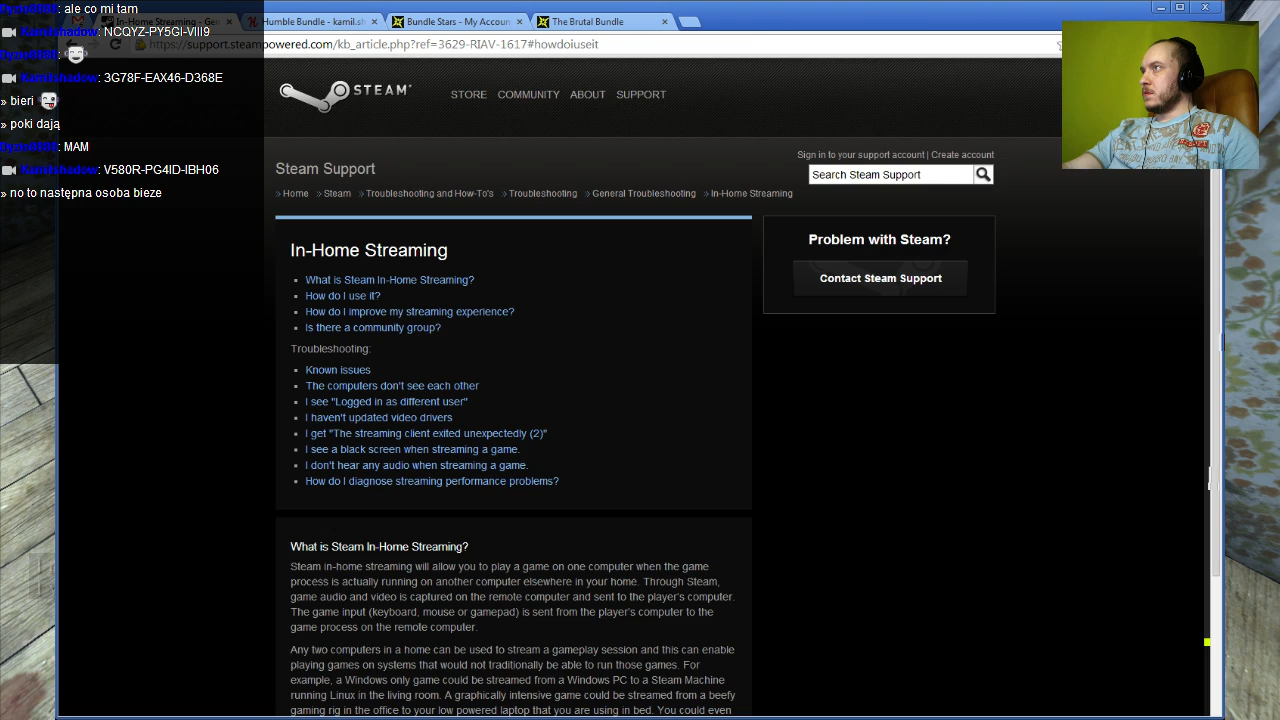 ale co mi tam
Kamilshadow: NCQYZ-PY5GI-VIII9
Kamilshadow: 3G78F-EAX46-D368E
» bieri
» poki dają
: MAM
Kamilshadow: V580R-PG4ID-IBH06
» no to następna osoba bieze
In-Home Streaming - Ge
Humble Bundle - kamil.sh
Bundle Stars - My Accoun
The Brutal Bundle
https://support.steampowered.com/kb_article.php?ref=3629-RIAV-1617#howdoiuseit
STEAM
STORE COMMUNITY ABOUT SUPPORT
Sign in to your support account | Create account
Steam Support
Search Steam Support
» Home » Steam » Troubleshooting and How-To's » Troubleshooting » General Troubleshooting » In-Home Streaming
In-Home Streaming
What is Steam In-Home Streaming?
How do I use it?
How do I improve my streaming experience?
Is there a community group?
Troubleshooting:
Known issues
The computers don't see each other
I see "Logged in as different user"
I haven't updated video drivers
I get "The streaming client exited unexpectedly (2)"
I see a black screen when streaming a game.
I don't hear any audio when streaming a game.
How do I diagnose streaming performance problems?
Problem with Steam?
Contact Steam Support
What is Steam In-Home Streaming?
Steam in-home streaming will allow you to play a game on one computer when the game
process is actually running on another computer elsewhere in your home. Through Steam,
game audio and video is captured on the remote computer and sent to the player's computer.
The game input (keyboard, mouse or gamepad) is sent from the player's computer to the
game process on the remote computer.
Any two computers in a home can be used to stream a gameplay session and this can enable
playing games on systems that would not traditionally be able to run those games. For
example, a Windows only game could be streamed from a Windows PC to a Steam Machine
running Linux in the living room. A graphically intensive game could be streamed from a beefy
gaming rig in the office to your low powered laptop that you are using in bed. You could even